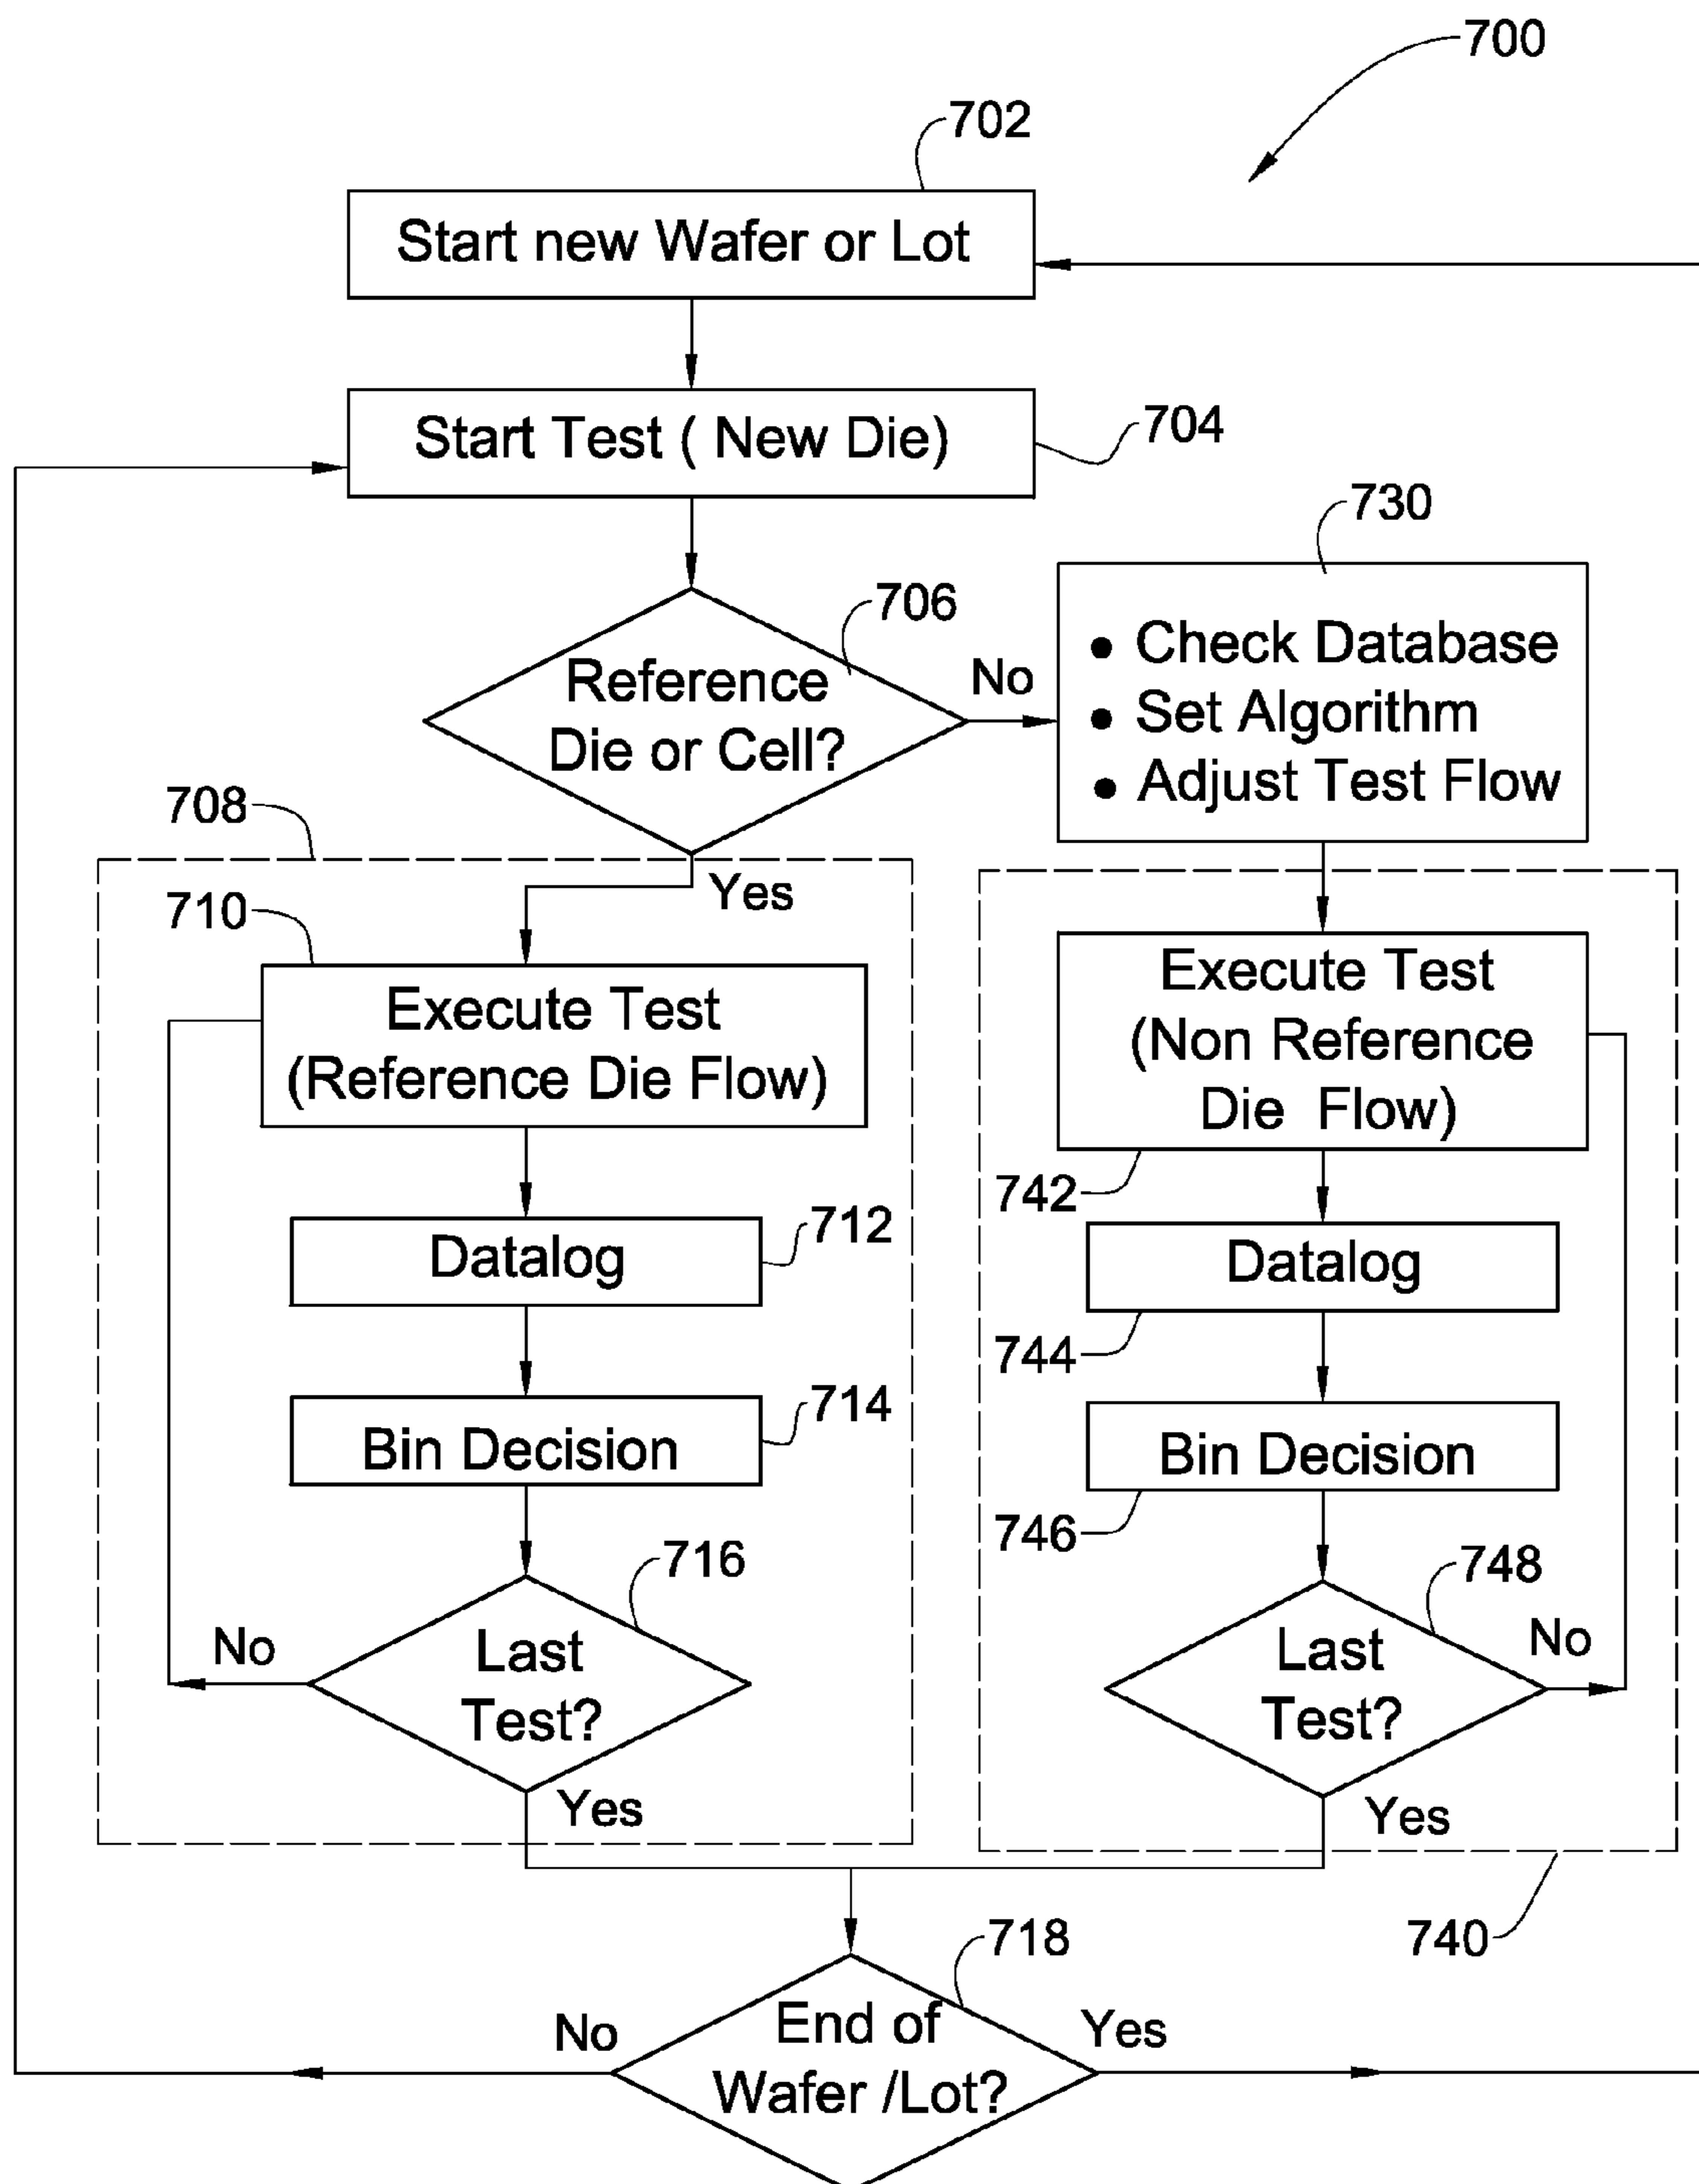 700
702
Start new Wafer or Lot
Start Test ( New Die)
704
730
706
Reference
Die or Cell?
No
• Check Database
• Set Algorithm
• Adjust Test Flow
708
Yes
710
Execute Test
(Reference Die Flow)
Execute Test
(Non Reference
Die Flow)
742
712
Datalog
Datalog
744
714
Bin Decision
Bin Decision
746
716
748
No
Last
Test?
Last
Test?
No
Yes
Yes
740
718
No
End of
Wafer /Lot?
Yes